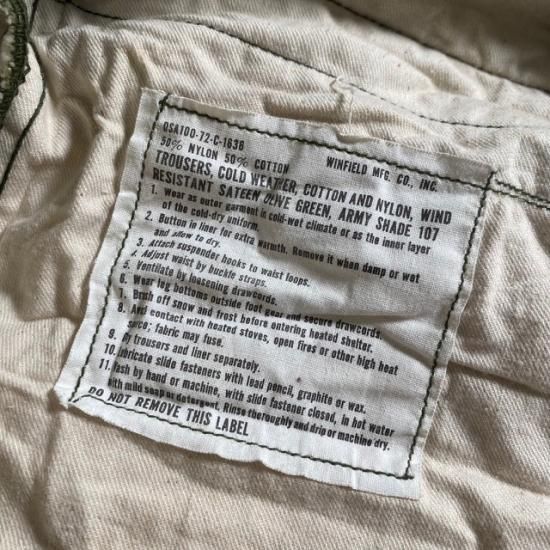 DSA100-72-C-1638
50% NYLON 50% COTTON WINFIELD MFG. CO., INC.
TROUSERS, COLD WEATHER, COTTON AND NYLON, WIND
RESISTANT SATEEN OLIVE GREEN, ARMY SHADE 107
1. Wear as outer garment in cold-wet climate or as the inner layer
of the cold-dry uniform.
2. Button in liner for extra warmth. Remove it when damp or wet
and allow to dry.
3. Attach suspender hooks to waist loops.
4. Adjust waist by buckle straps.
5. Ventilate by loosening drawcords.
6. Wear leg bottoms outside foot gear and secure drawcords.
7. Brush off snow and frost before entering heated shelter.
8. Avoid contact with heated stoves, open fires or other high heat
source; fabric may fuse.
9. Dry trousers and liner separately.
10. Lubricate slide fasteners with lead pencil, graphite or wax.
11. Wash by hand or machine, with slide fastener closed, in hot water
with mild soap or detergent. Rinse thoroughly and drip or machine dry.
DO NOT REMOVE THIS LABEL